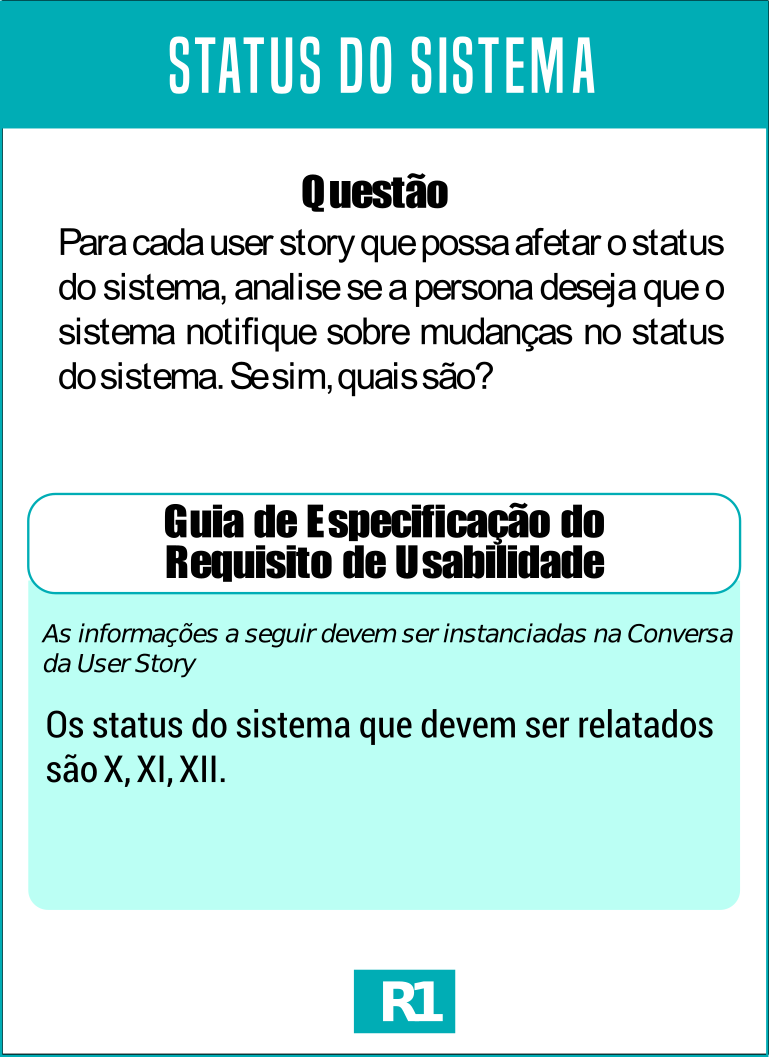 STATUS DO SISTEMA
Questão
Para cada user story que possa afetar o status
do sistema, analise se a persona deseja que o
sistema notifique sobre mudanças no status
do sistema. Se sim, quais são?
Guia de Especificação do
Requisito de Usabilidade
As informações a seguir devem ser instanciadas na Conversa
da User Story
Os status do sistema que devem ser relatados
são X, XI, XII.
R1